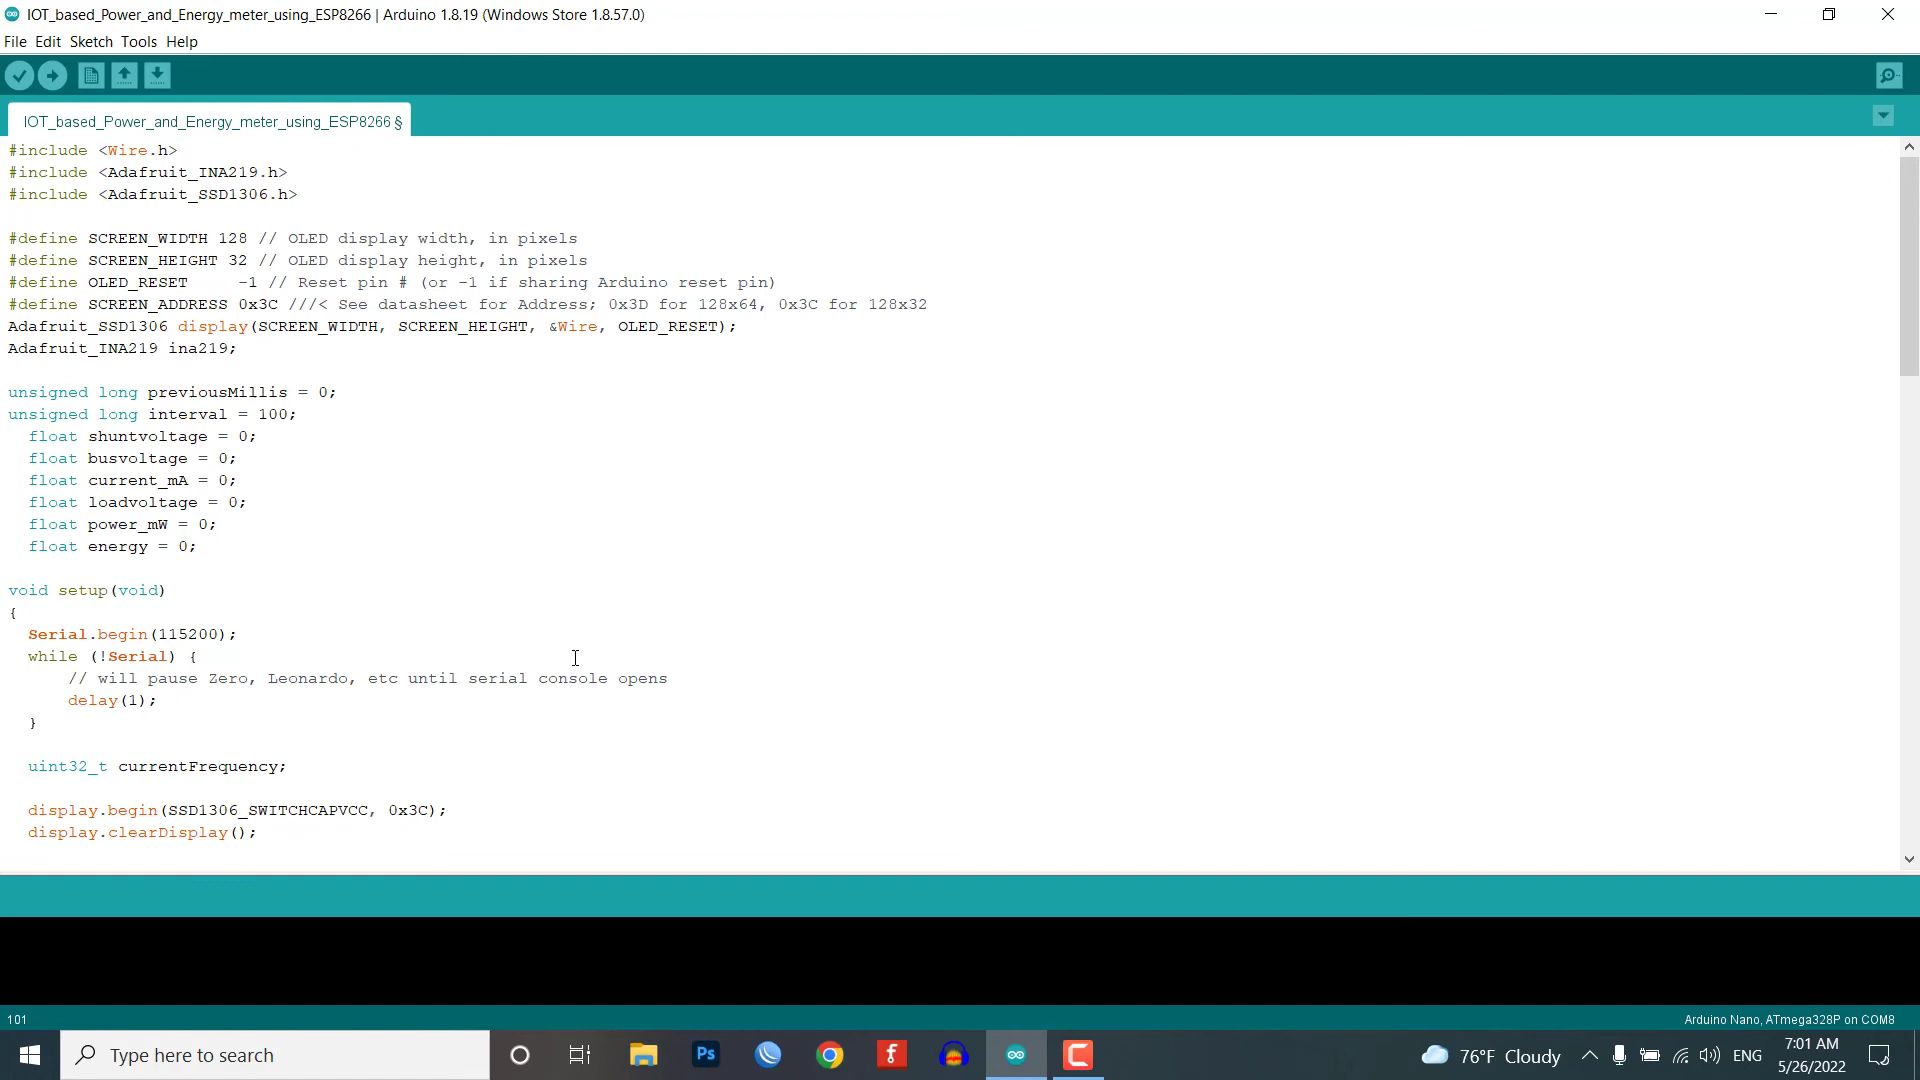 IOT_based_Power_and_Energy_meter_using_ESP8266 | Arduino 1.8.19 (Windows Store 1.8.57.0)
File Edit Sketch Tools Help
IOT_based_Power_and_Energy_meter_using_ESP8266 §
#include <Wire.h>
#include <Adafruit_INA219.h>
#include <Adafruit_SSD1306.h>
#define SCREEN_WIDTH 128 // OLED display width, in pixels
#define SCREEN_HEIGHT 32 // OLED display height, in pixels
#define OLED_RESET     -1 // Reset pin # (or -1 if sharing Arduino reset pin)
#define SCREEN_ADDRESS 0x3C ///< See datasheet for Address; 0x3D for 128x64, 0x3C for 128x32
Adafruit_SSD1306 display(SCREEN_WIDTH, SCREEN_HEIGHT, &Wire, OLED_RESET);
Adafruit_INA219 ina219;
unsigned long previousMillis = 0;
unsigned long interval = 100;
float shuntvoltage = 0;
float busvoltage = 0;
float current_mA = 0;
float loadvoltage = 0;
float power_mW = 0;
float energy = 0;
void setup(void)
{
Serial.begin(115200);
while (!Serial) {
// will pause Zero, Leonardo, etc until serial console opens
delay(1);
}
uint32_t currentFrequency;
display.begin(SSD1306_SWITCHCAPVCC, 0x3C);
display.clearDisplay();
101
Arduino Nano, ATmega328P on COM8
Type here to search
Ps
76°F Cloudy
ENG
7:01 AM
5/26/2022